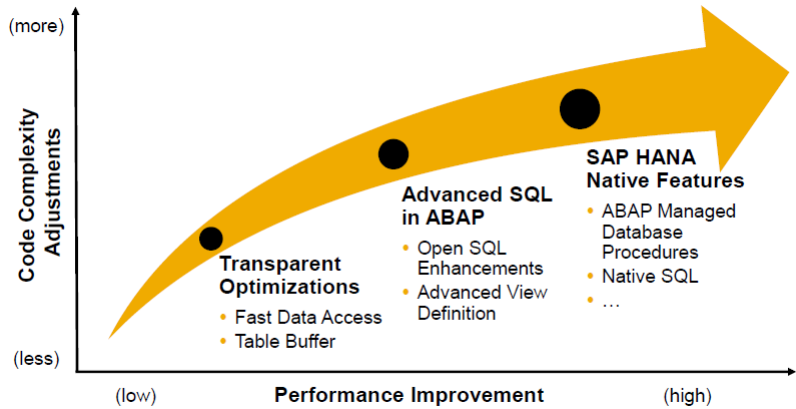 (more)
Code Complexity
Adjustments
(less)
Transparent
Optimizations
• Fast Data Access
• Table Buffer
Advanced SQL
in ABAP
• Open SQL
Enhancements
• Advanced View
Definition
SAP HANA
Native Features
• ABAP Managed
Database
Procedures
• Native SQL
• ...
(low)
Performance Improvement
(high)